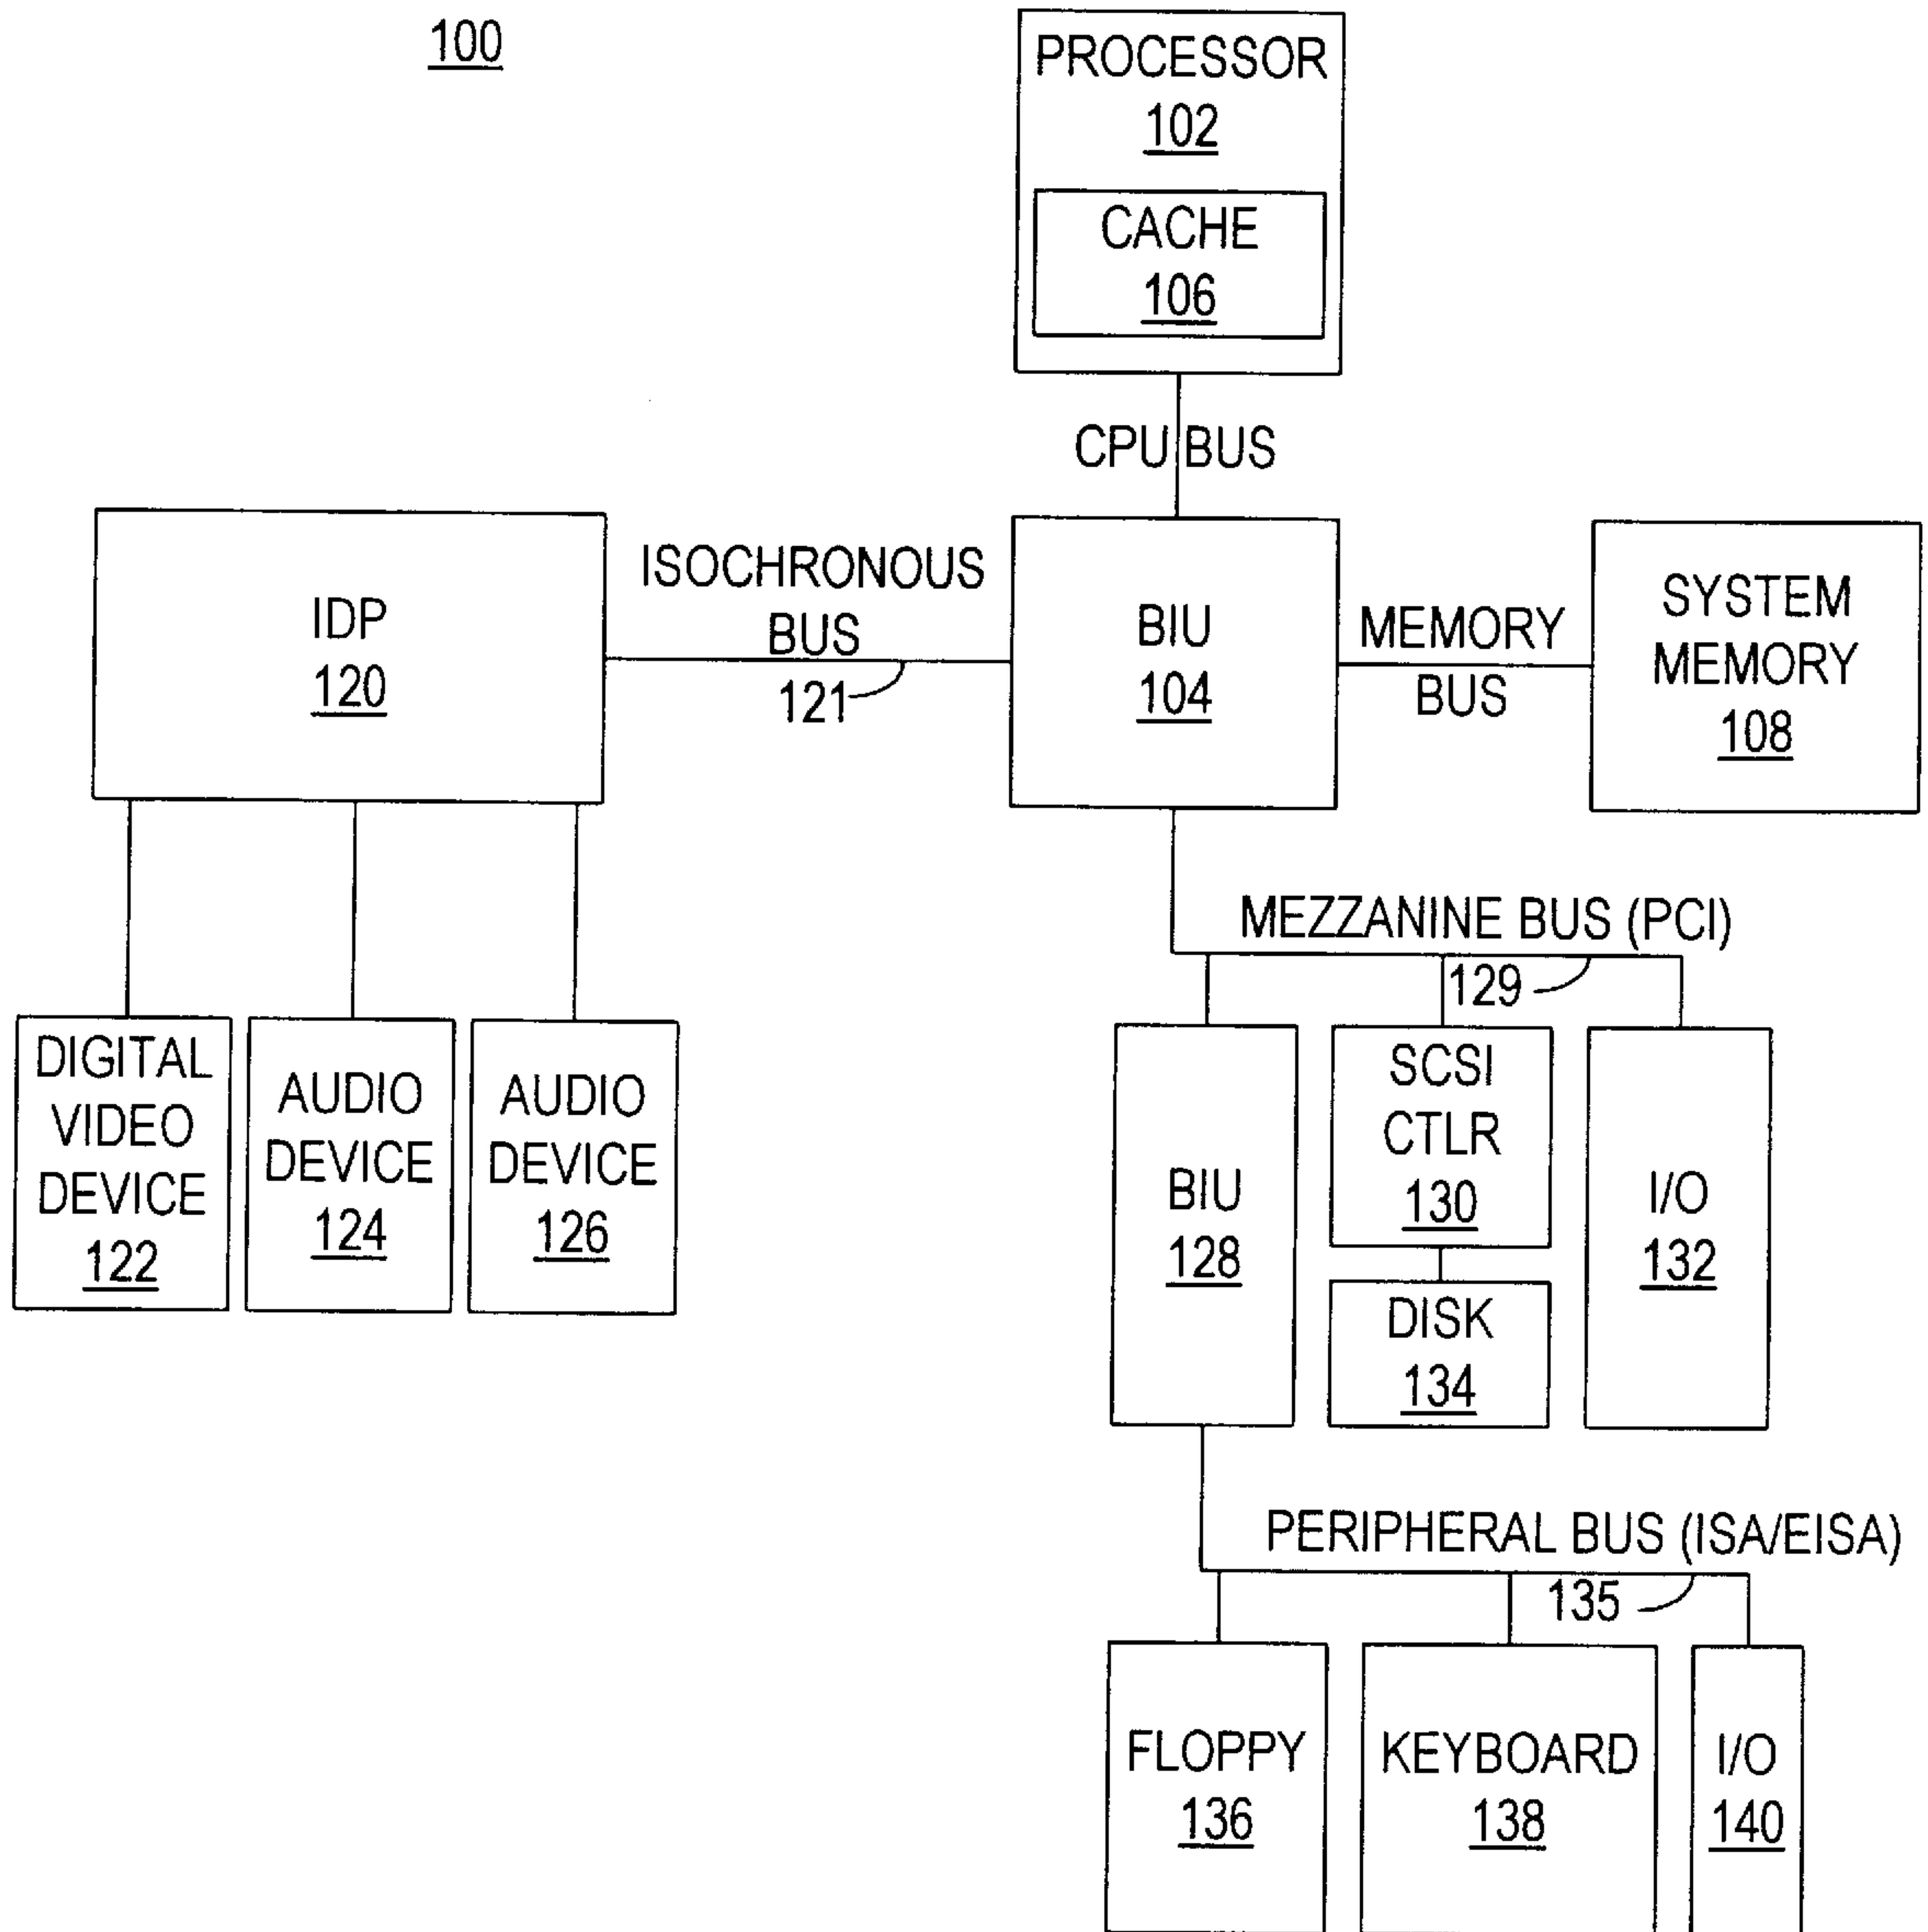 100
PROCESSOR
102
CACHE
106
CPU BUS
IDP
120
ISOCHRONOUS
BUS
121
BIU
104
MEMORY
BUS
SYSTEM
MEMORY
108
MEZZANINE BUS (PCI)
129
DIGITAL
VIDEO
DEVICE
122
AUDIO
DEVICE
124
AUDIO
DEVICE
126
BIU
128
SCSI
CTLR
130
DISK
134
I/O
132
PERIPHERAL BUS (ISA/EISA)
135
FLOPPY
136
KEYBOARD
138
I/O
140